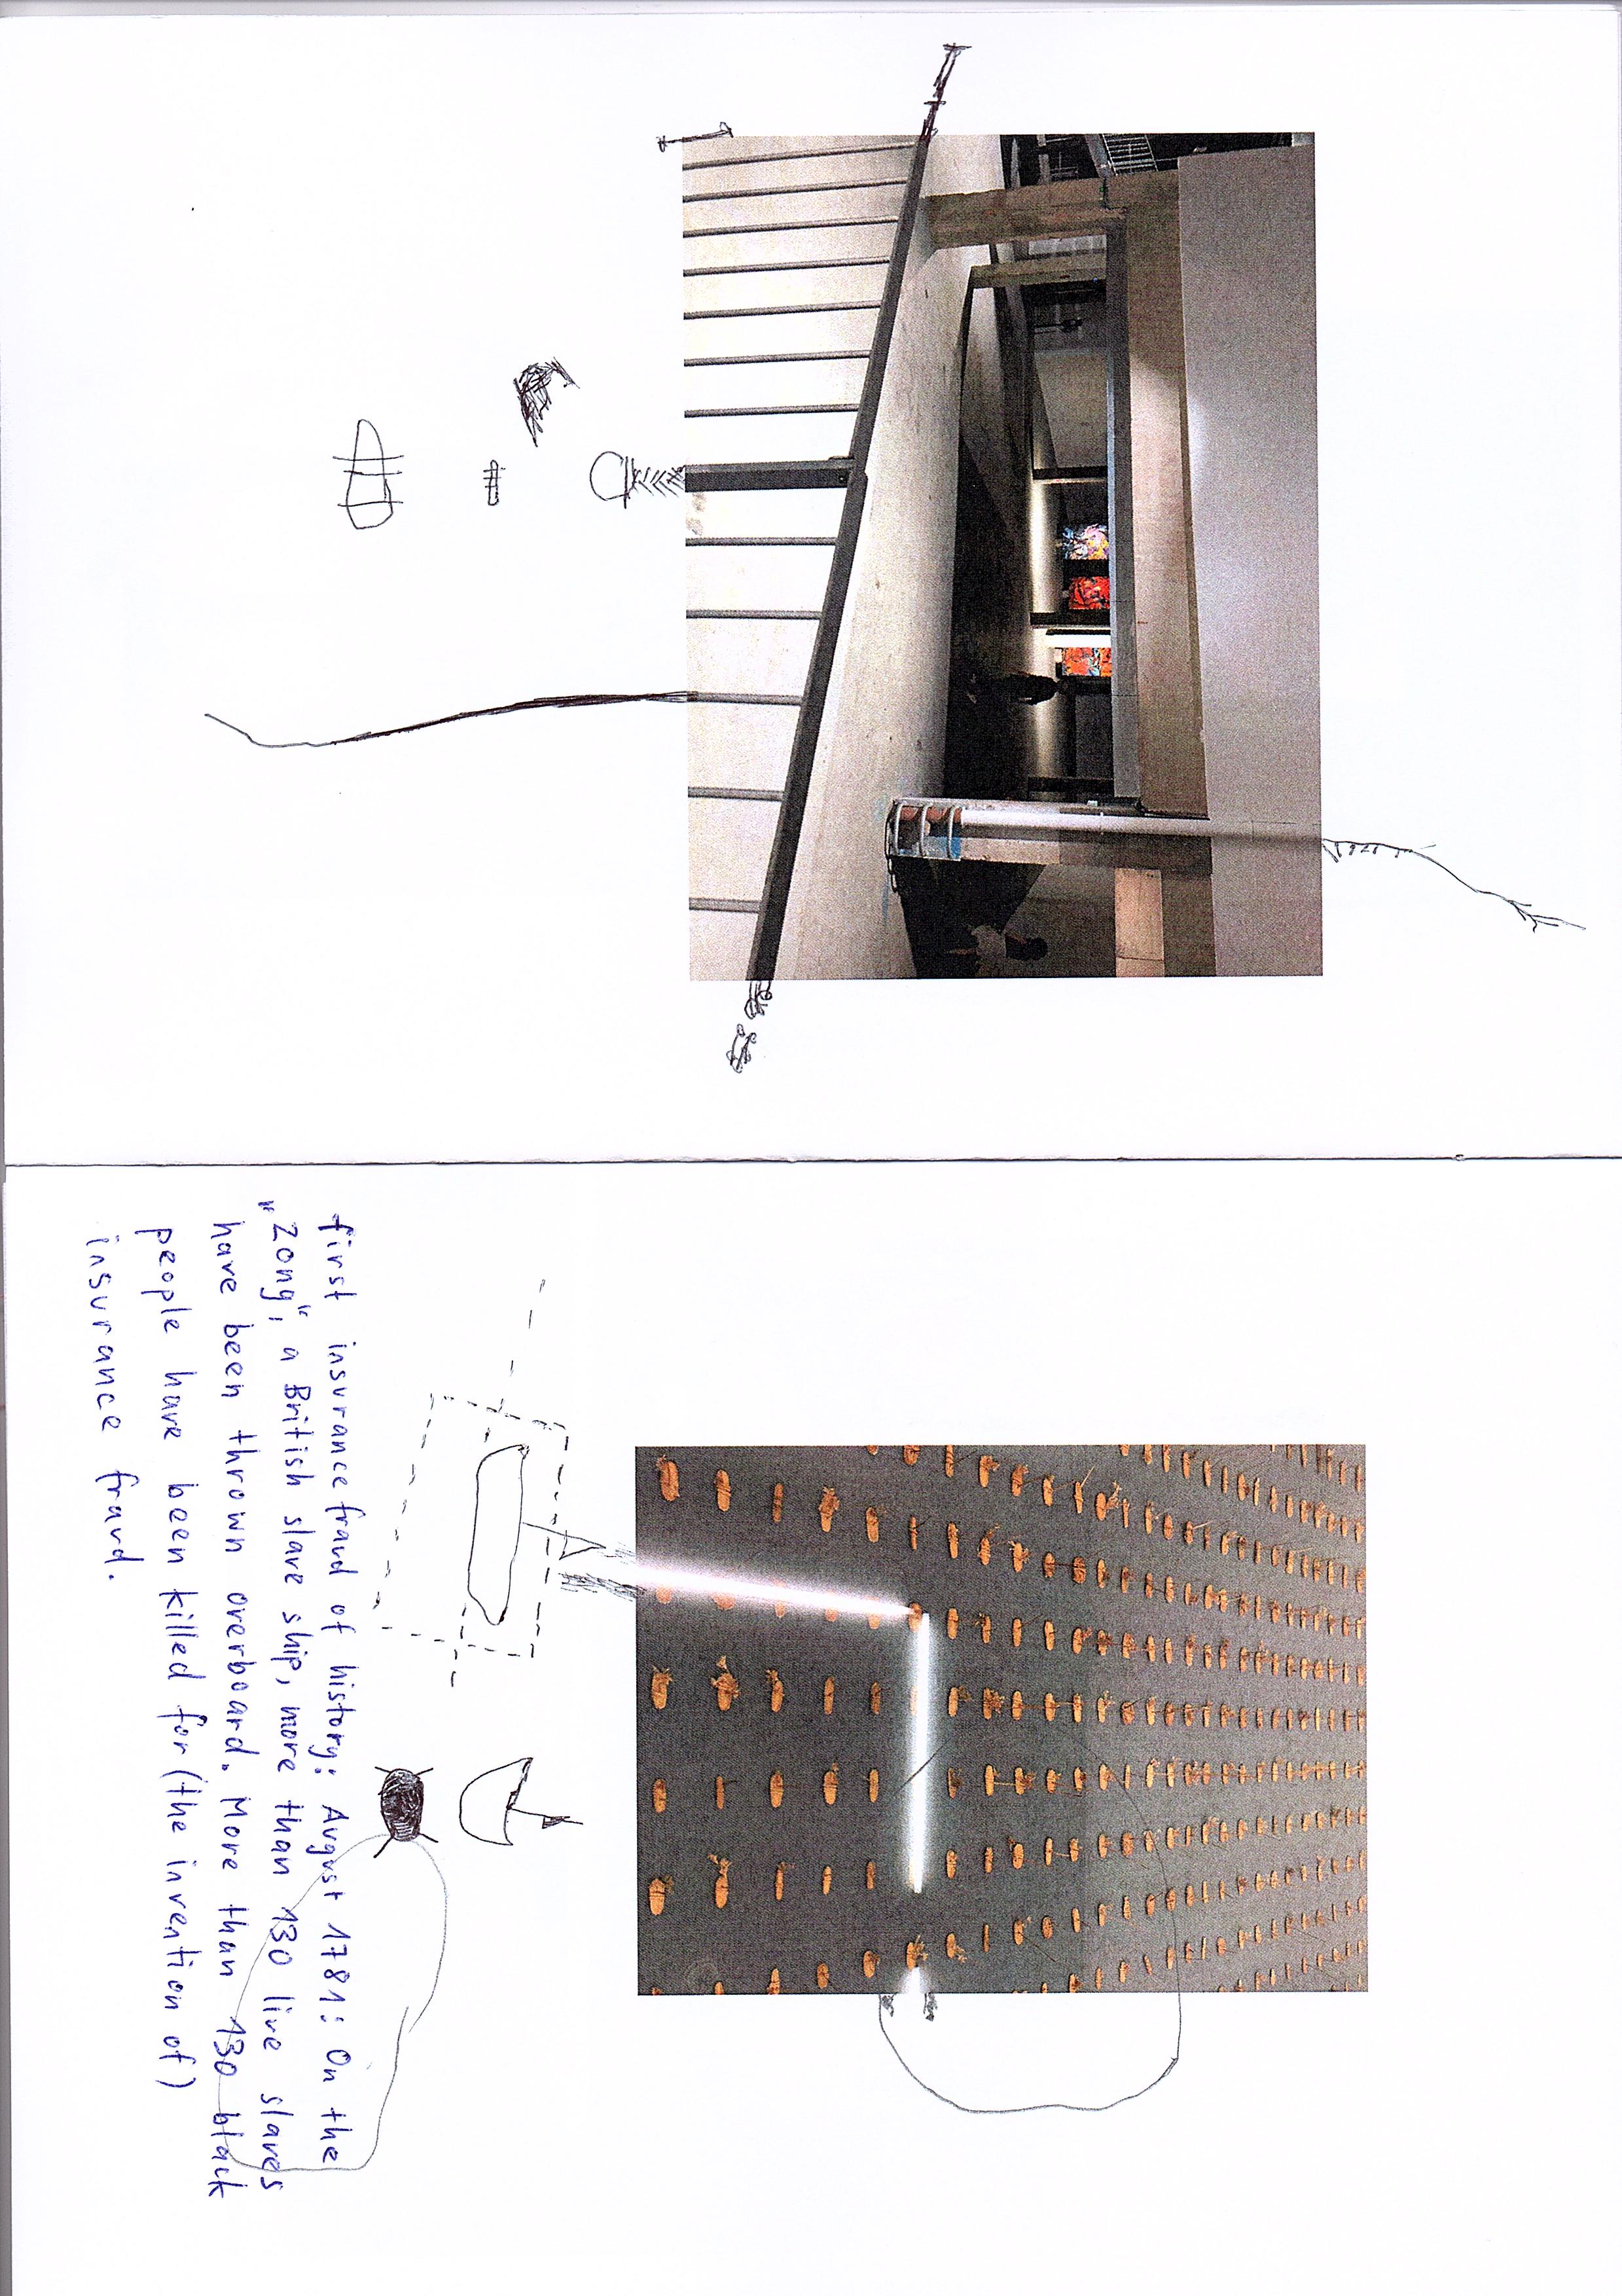 first insurance fraud of history: August 1781: On the
„Zong“, a British slave ship, more than 130 live slaves
have been thrown overboard. More than 130 black
people have been killed for (the invention of)
insurance fraud.